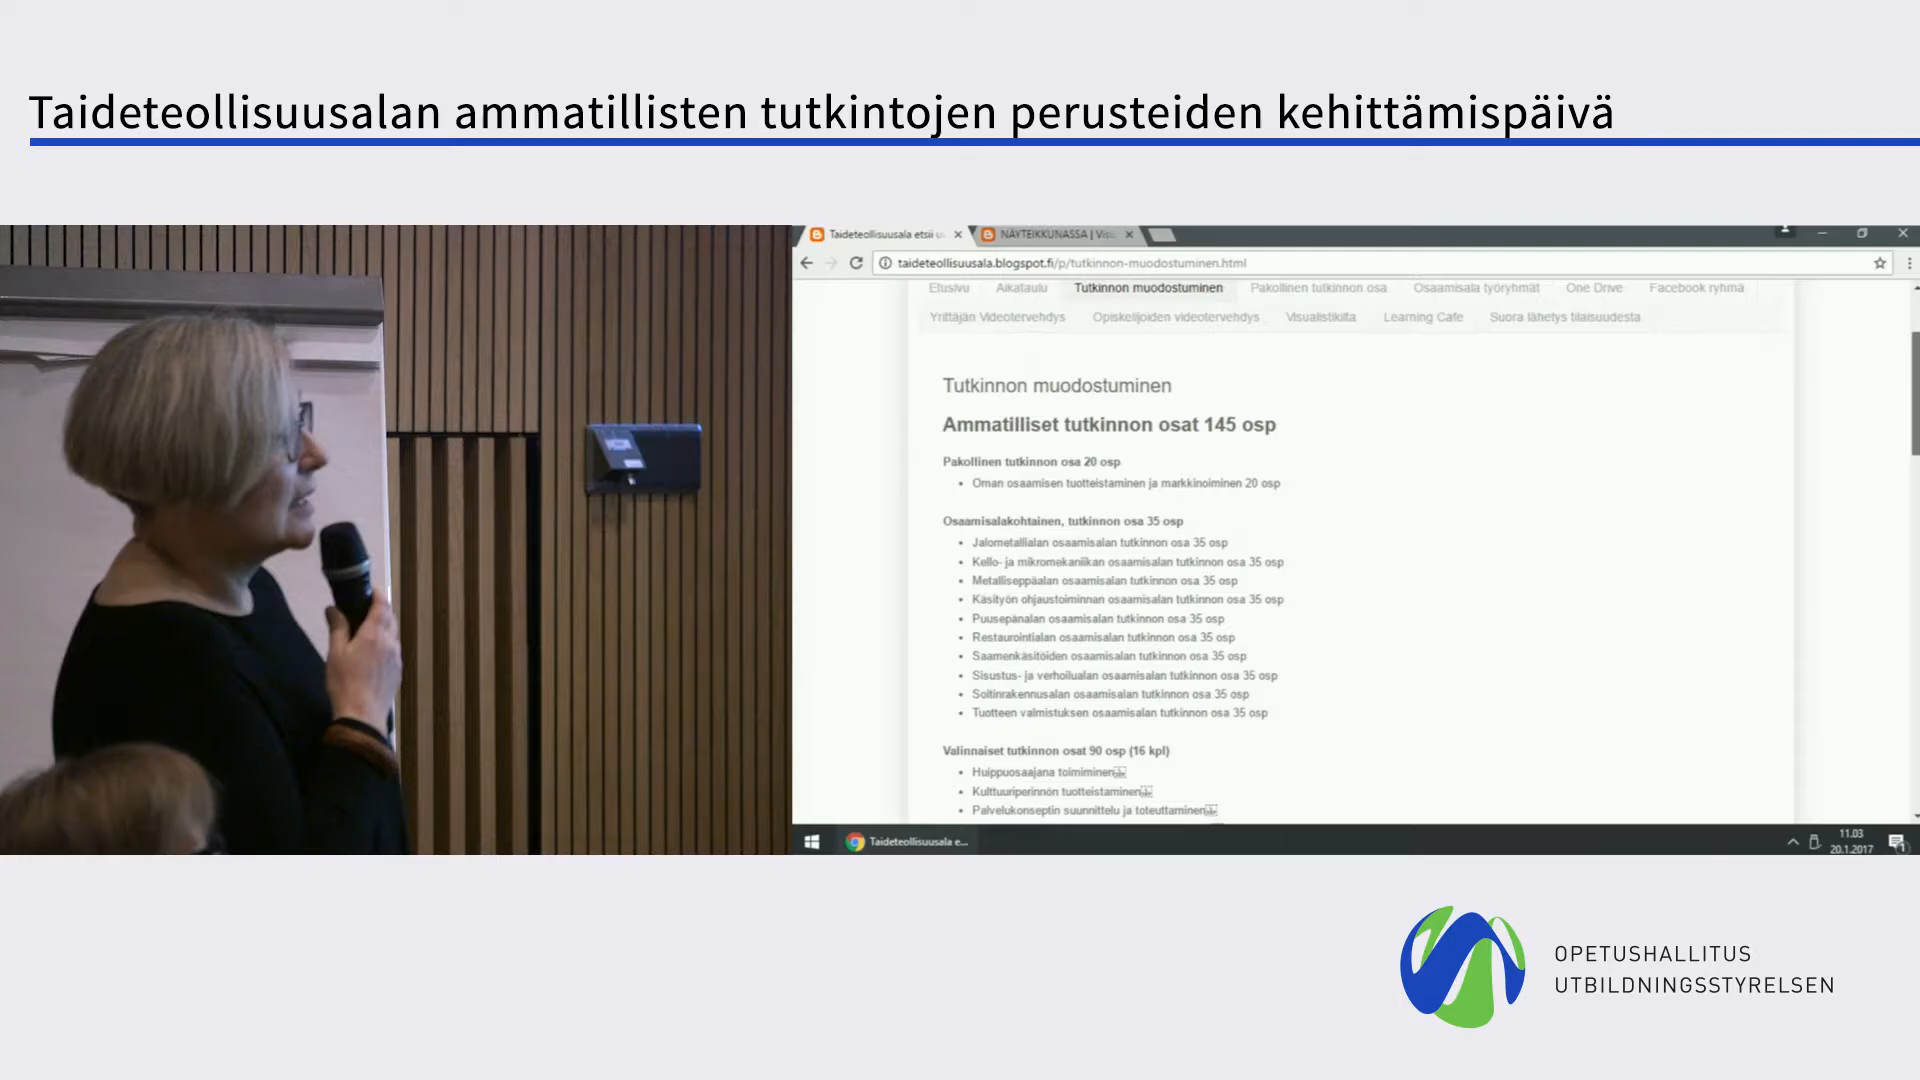 Taideteollisuusalan ammatillisten tutkintojen perusteiden kehittämispäivä
Taideteollisuusala etsii u
NÄYTEIKKUNASSA | Visu
taideteollisuusala.blogspot.fi/p/tutkinnon-muodostuminen.html
Etusivu Aikataulu Tutkinnon muodostuminen Pakollinen tutkinnon osa Osaamisala työryhmät One Drive Facebook ryhmä
Yrittäjän Videotervehdys Opiskelijoiden videotervehdys Visualistikilta Learning Cafe Suora lähetys tilaisuudesta
Tutkinnon muodostuminen
Ammatilliset tutkinnon osat 145 osp
Pakollinen tutkinnon osa 20 osp
• Oman osaamisen tuotteistaminen ja markkinoiminen 20 osp
Osaamisalakohtainen, tutkinnon osa 35 osp
• Jalometallialan osaamisalan tutkinnon osa 35 osp
• Kello- ja mikromekaniikan osaamisalan tutkinnon osa 35 osp
• Metalliseppäalan osaamisalan tutkinnon osa 35 osp
• Käsityön ohjaustoiminnan osaamisalan tutkinnon osa 35 osp
• Puusepänalan osaamisalan tutkinnon osa 35 osp
• Restaurointialan osaamisalan tutkinnon osa 35 osp
• Saamenkäsitöiden osaamisalan tutkinnon osa 35 osp
• Sisustus- ja verhoilualan osaamisalan tutkinnon osa 35 osp
• Soitinrakennusalan osaamisalan tutkinnon osa 35 osp
• Tuotteen valmistuksen osaamisalan tutkinnon osa 35 osp
Valinnaiset tutkinnon osat 90 osp (16 kpl)
• Huippuosaajana toimiminen
• Kulttuuriperinnön tuotteistaminen
• Palvelukonseptin suunnittelu ja toteuttaminen
Taideteollisuusala e...
11.03
20.1.2017
OPETUSHALLITUS
UTBILDNINGSSTYRELSEN